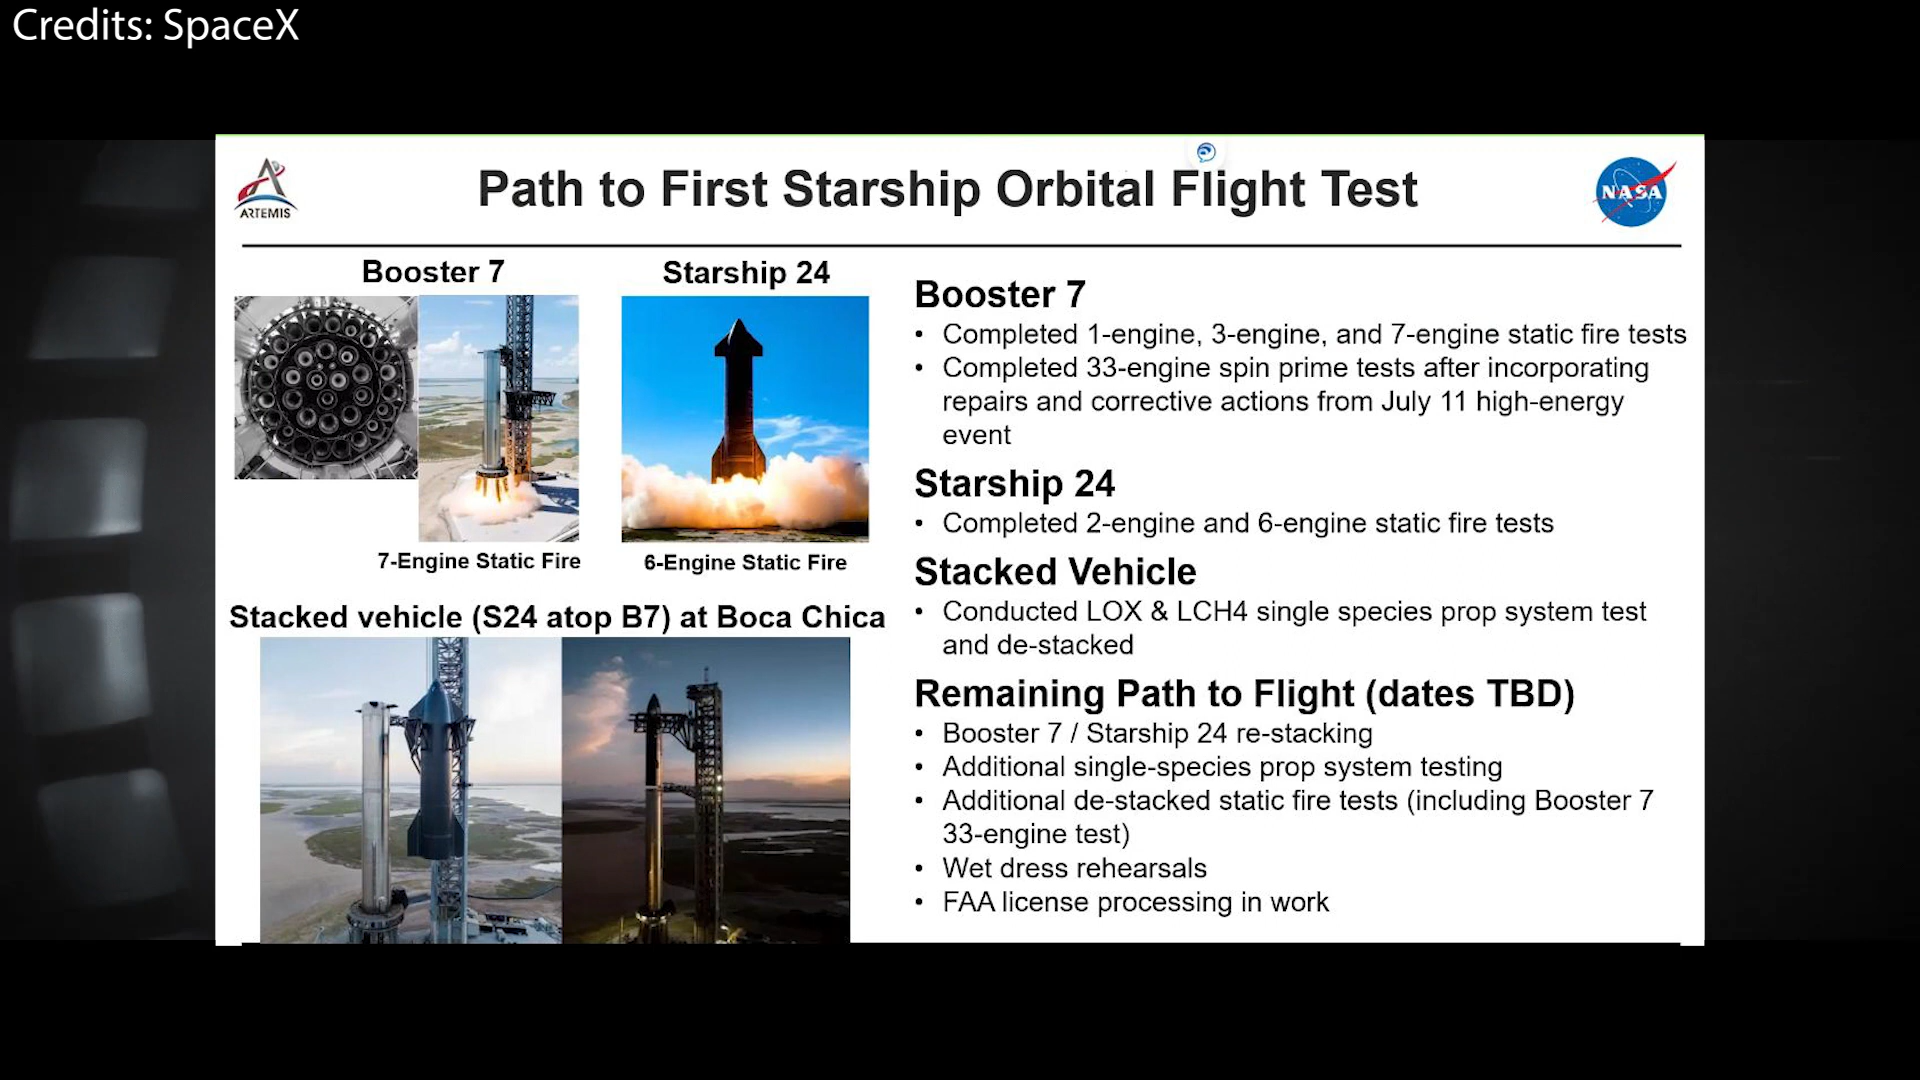 Credits: SpaceX
ARTEMIS
Path to First Starship Orbital Flight Test
NASA
Booster 7
Starship 24
7-Engine Static Fire
6-Engine Static Fire
Stacked vehicle (S24 atop B7) at Boca Chica
Booster 7
• Completed 1-engine, 3-engine, and 7-engine static fire tests
• Completed 33-engine spin prime tests after incorporating
repairs and corrective actions from July 11 high-energy
event
Starship 24
• Completed 2-engine and 6-engine static fire tests
Stacked Vehicle
• Conducted LOX & LCH4 single species prop system test
and de-stacked
Remaining Path to Flight (dates TBD)
• Booster 7 / Starship 24 re-stacking
• Additional single-species prop system testing
• Additional de-stacked static fire tests (including Booster 7
33-engine test)
• Wet dress rehearsals
• FAA license processing in work